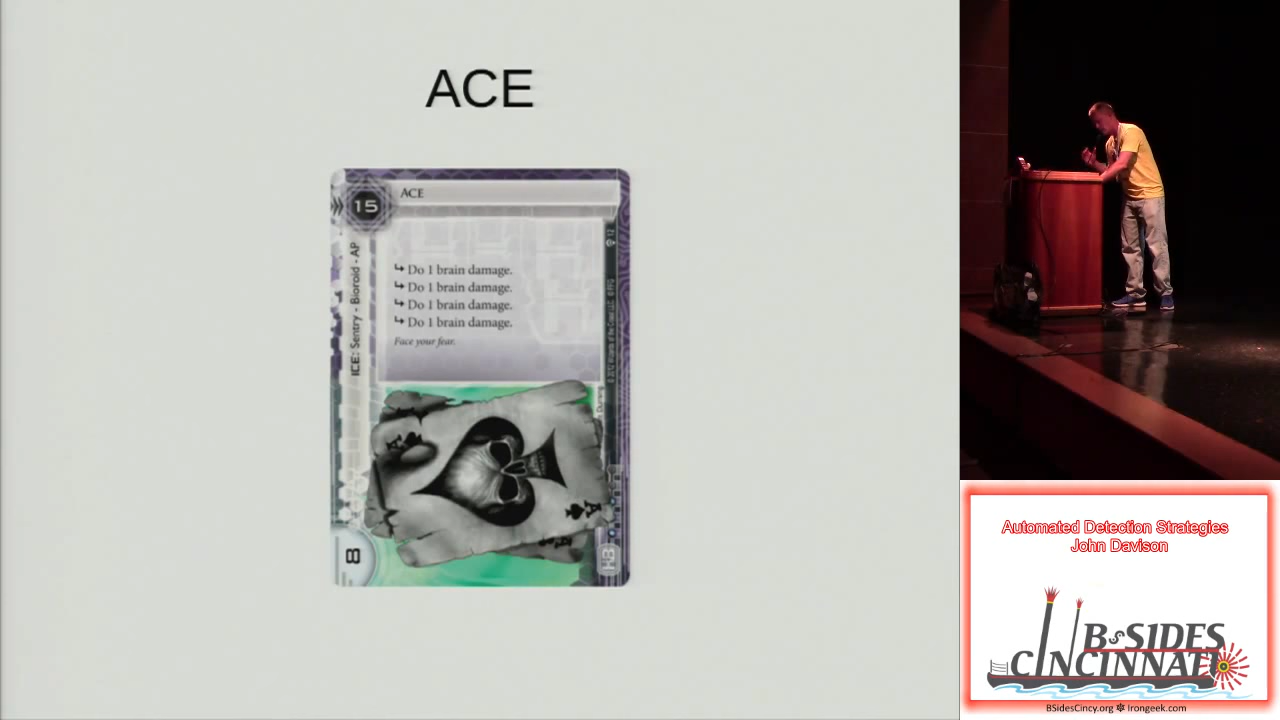 ACE
15
ACE
ICE: Sentry - Bioroid - AP
↳ Do 1 brain damage.
↳ Do 1 brain damage.
↳ Do 1 brain damage.
↳ Do 1 brain damage.
Face your fear.
12
A
A
8
HB
Automated Detection Strategies
John Davison
BSIDES
CINCINNATI
BSidesCincy.org Irongeek.com